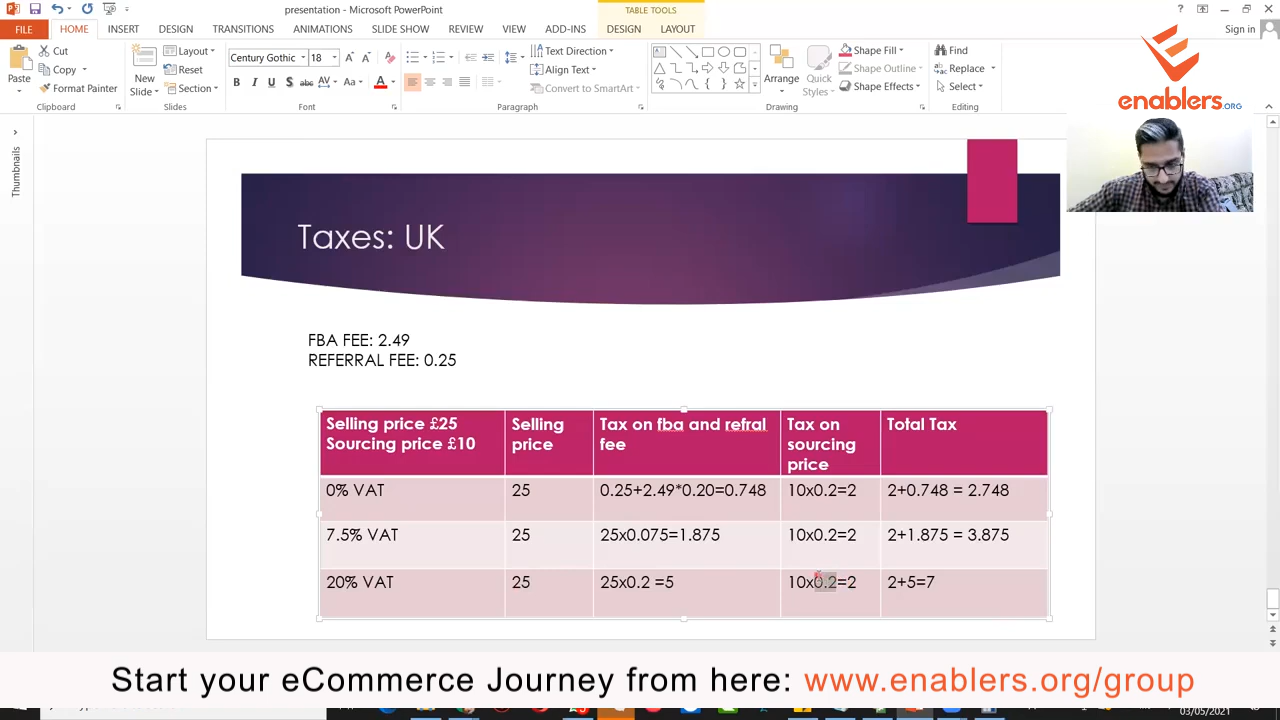 presentation - Microsoft PowerPoint
TABLE TOOLS
FILE HOME INSERT DESIGN TRANSITIONS ANIMATIONS SLIDE SHOW REVIEW VIEW ADD-INS DESIGN LAYOUT Sign in
Paste
Cut
Copy
Format Painter
Clipboard
New
Slide
Layout
Reset
Section
Slides
Century Gothic 18
B I U S abc AV Aa A
Font
Text Direction
Align Text
Convert to SmartArt
Paragraph
Arrange
Quick
Styles
Shape Fill
Shape Outline
Shape Effects
Drawing
Find
Replace
Select
Editing
enablers.ORG
Thumbnails
Taxes: UK
FBA FEE: 2.49
REFERRAL FEE: 0.25
Selling price £25
Sourcing price £10
Selling
price
Tax on fba and refral
fee
Tax on
sourcing
price
Total Tax
0% VAT 25 0.25+2.49*0.20=0.748 10x0.2=2 2+0.748 = 2.748
7.5% VAT 25 25x0.075=1.875 10x0.2=2 2+1.875 = 3.875
20% VAT 25 25x0.2 =5 10x0.2=2 2+5=7
Start your eCommerce Journey from here: www.enablers.org/group
03/05/2021